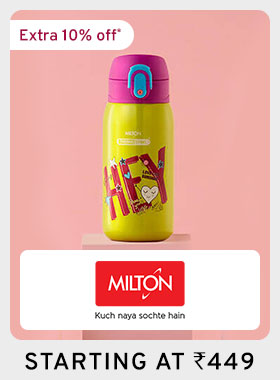 Extra 10% off*
MILTON
HEY
MILTON
Kuch naya sochte hain
STARTING AT ₹449